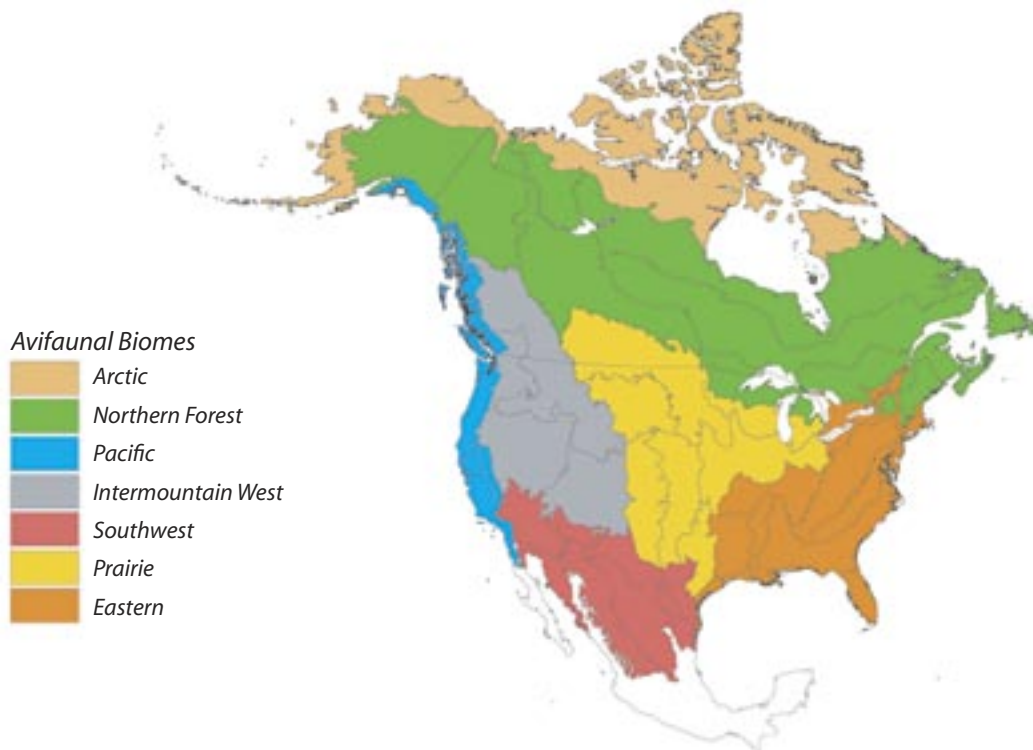 Avifaunal Biomes
Arctic
Northern Forest
Pacific
Intermountain West
Southwest
Prairie
Eastern